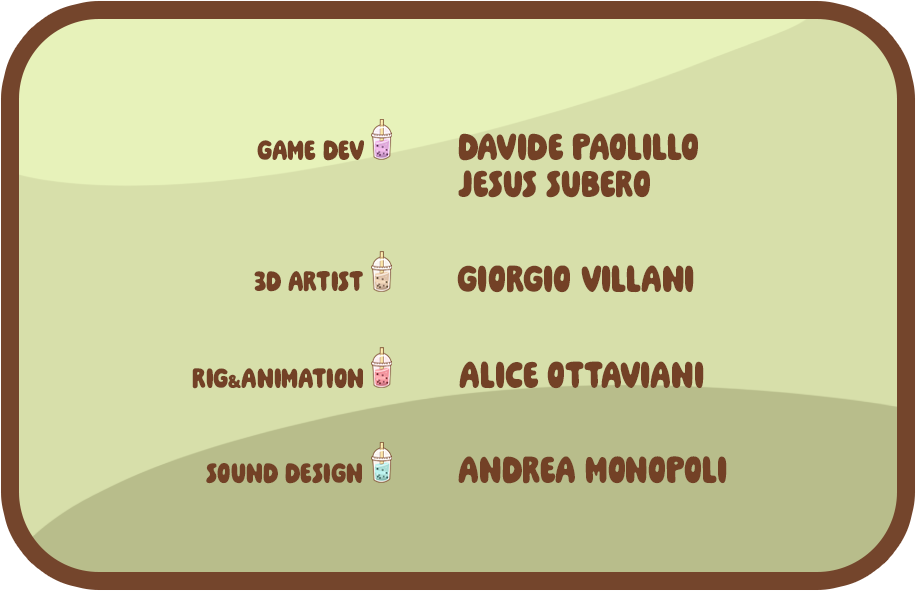 GAME DEV DAVIDE PAOLILLO
JESUS SUBERO
3D ARTIST GIORGIO VILLANI
RIG&ANIMATION ALICE OTTAVIANI
SOUND DESIGN ANDREA MONOPOLI